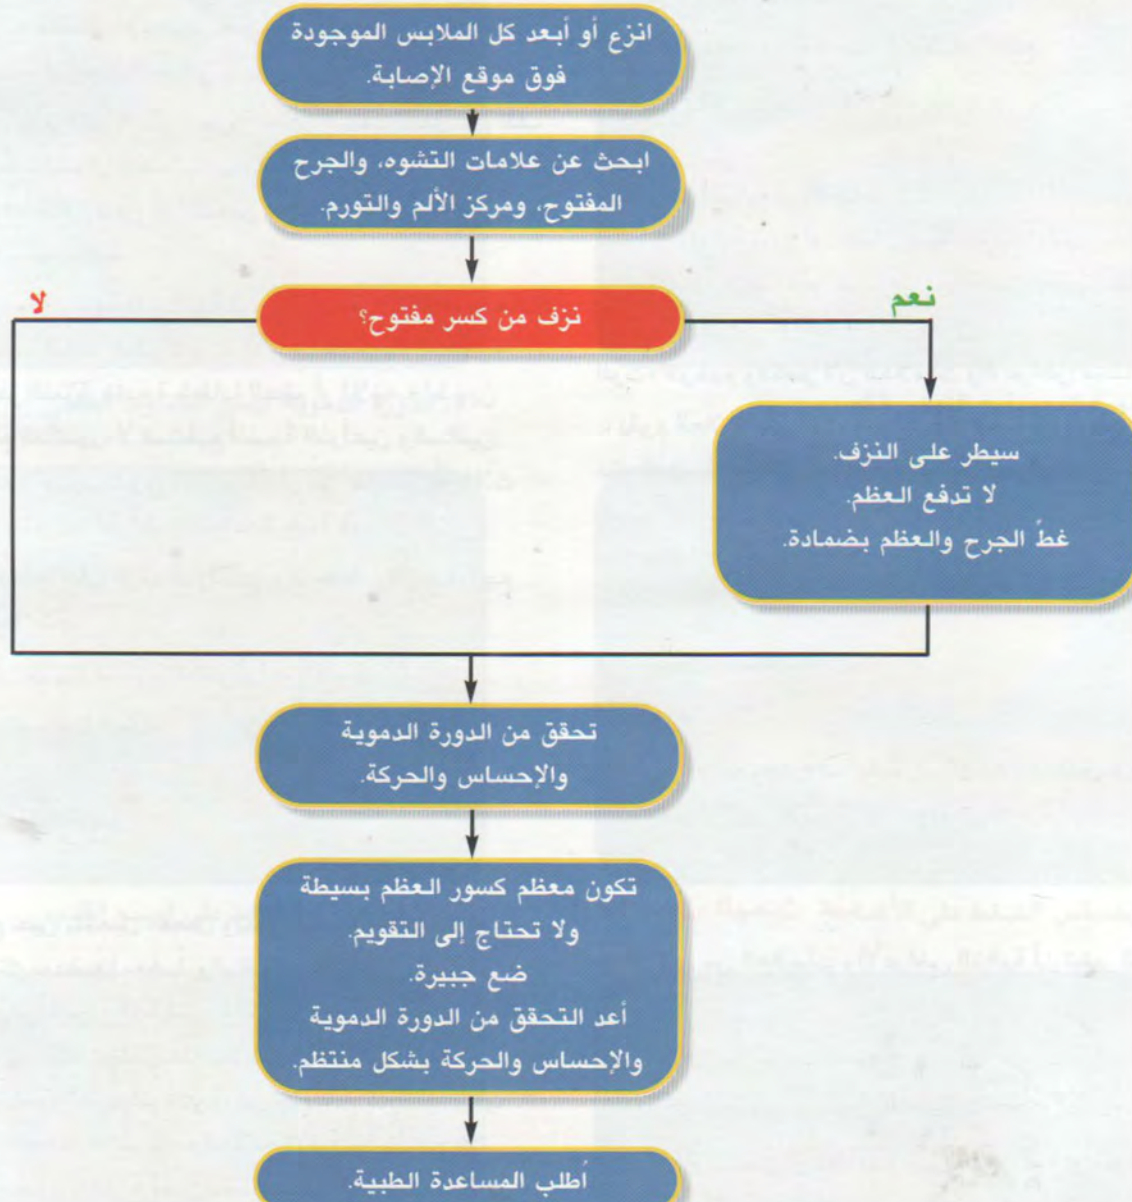 انزع أو أبعد كل الملابس الموجودة
فوق موقع الإصابة.
ابحث عن علامات التشوه، والجرح
المفتوح، ومركز الألم والتورم.
نزف من كسر مفتوح؟
نعم
لا
سيطر على النزف.
لا تدفع العظم.
غطِّ الجرح والعظم بضمادة.
تحقق من الدورة الدموية
والإحساس والحركة.
تكون معظم كسور العظم بسيطة
ولا تحتاج إلى التقويم.
ضع جبيرة.
أعد التحقق من الدورة الدموية
والإحساس والحركة بشكل منتظم.
أطلب المساعدة الطبية.